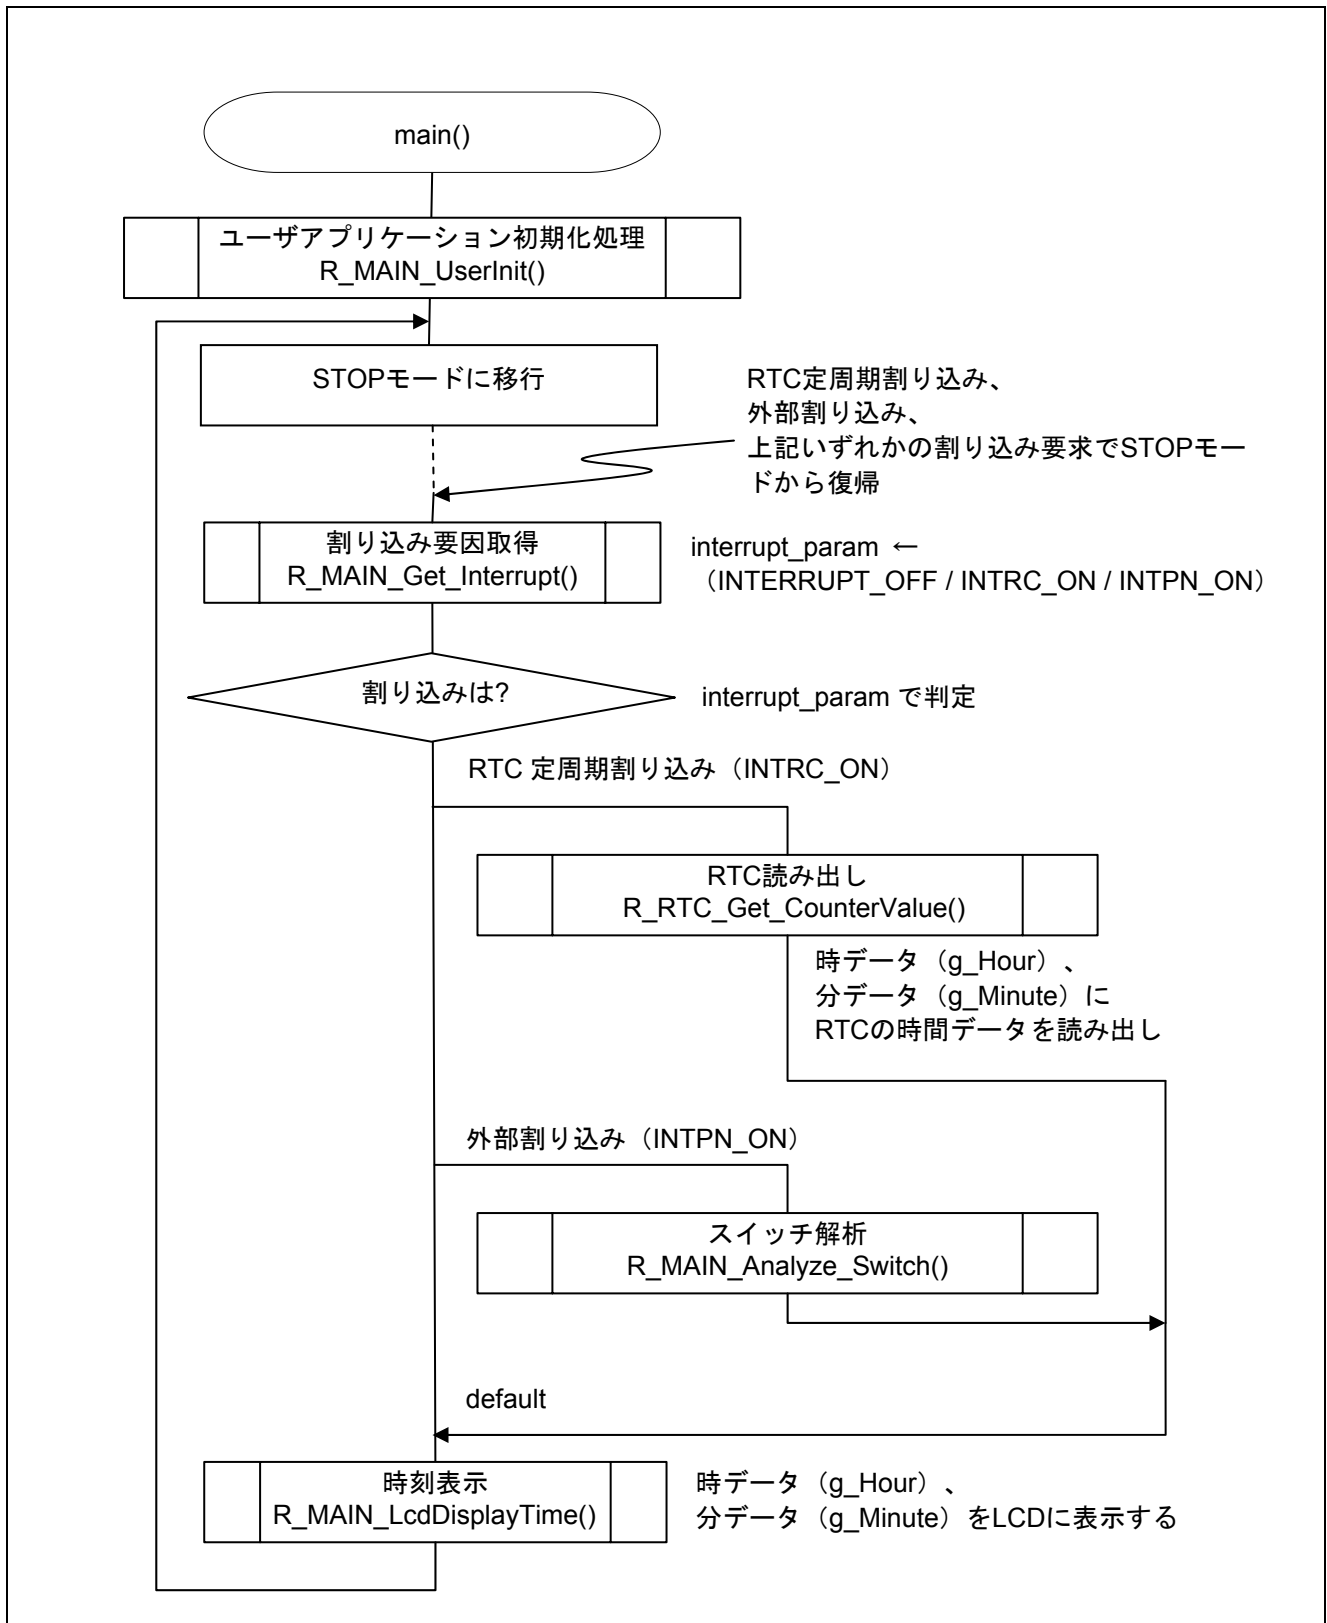 main()
ユーザアプリケーション初期化処理
R_MAIN_UserInit()
STOPモードに移行
RTC定周期割り込み、
外部割り込み、
上記いずれかの割り込み要求でSTOPモー
ドから復帰
割り込み要因取得
R_MAIN_Get_Interrupt()
interrupt_param ←
（INTERRUPT_OFF / INTRC_ON / INTPN_ON）
割り込みは?
interrupt_param で判定
RTC 定周期割り込み（INTRC_ON）
RTC読み出し
R_RTC_Get_CounterValue()
時データ（g_Hour）、
分データ（g_Minute）に
RTCの時間データを読み出し
外部割り込み（INTPN_ON）
スイッチ解析
R_MAIN_Analyze_Switch()
default
時刻表示
R_MAIN_LcdDisplayTime()
時データ（g_Hour）、
分データ（g_Minute）をLCDに表示する